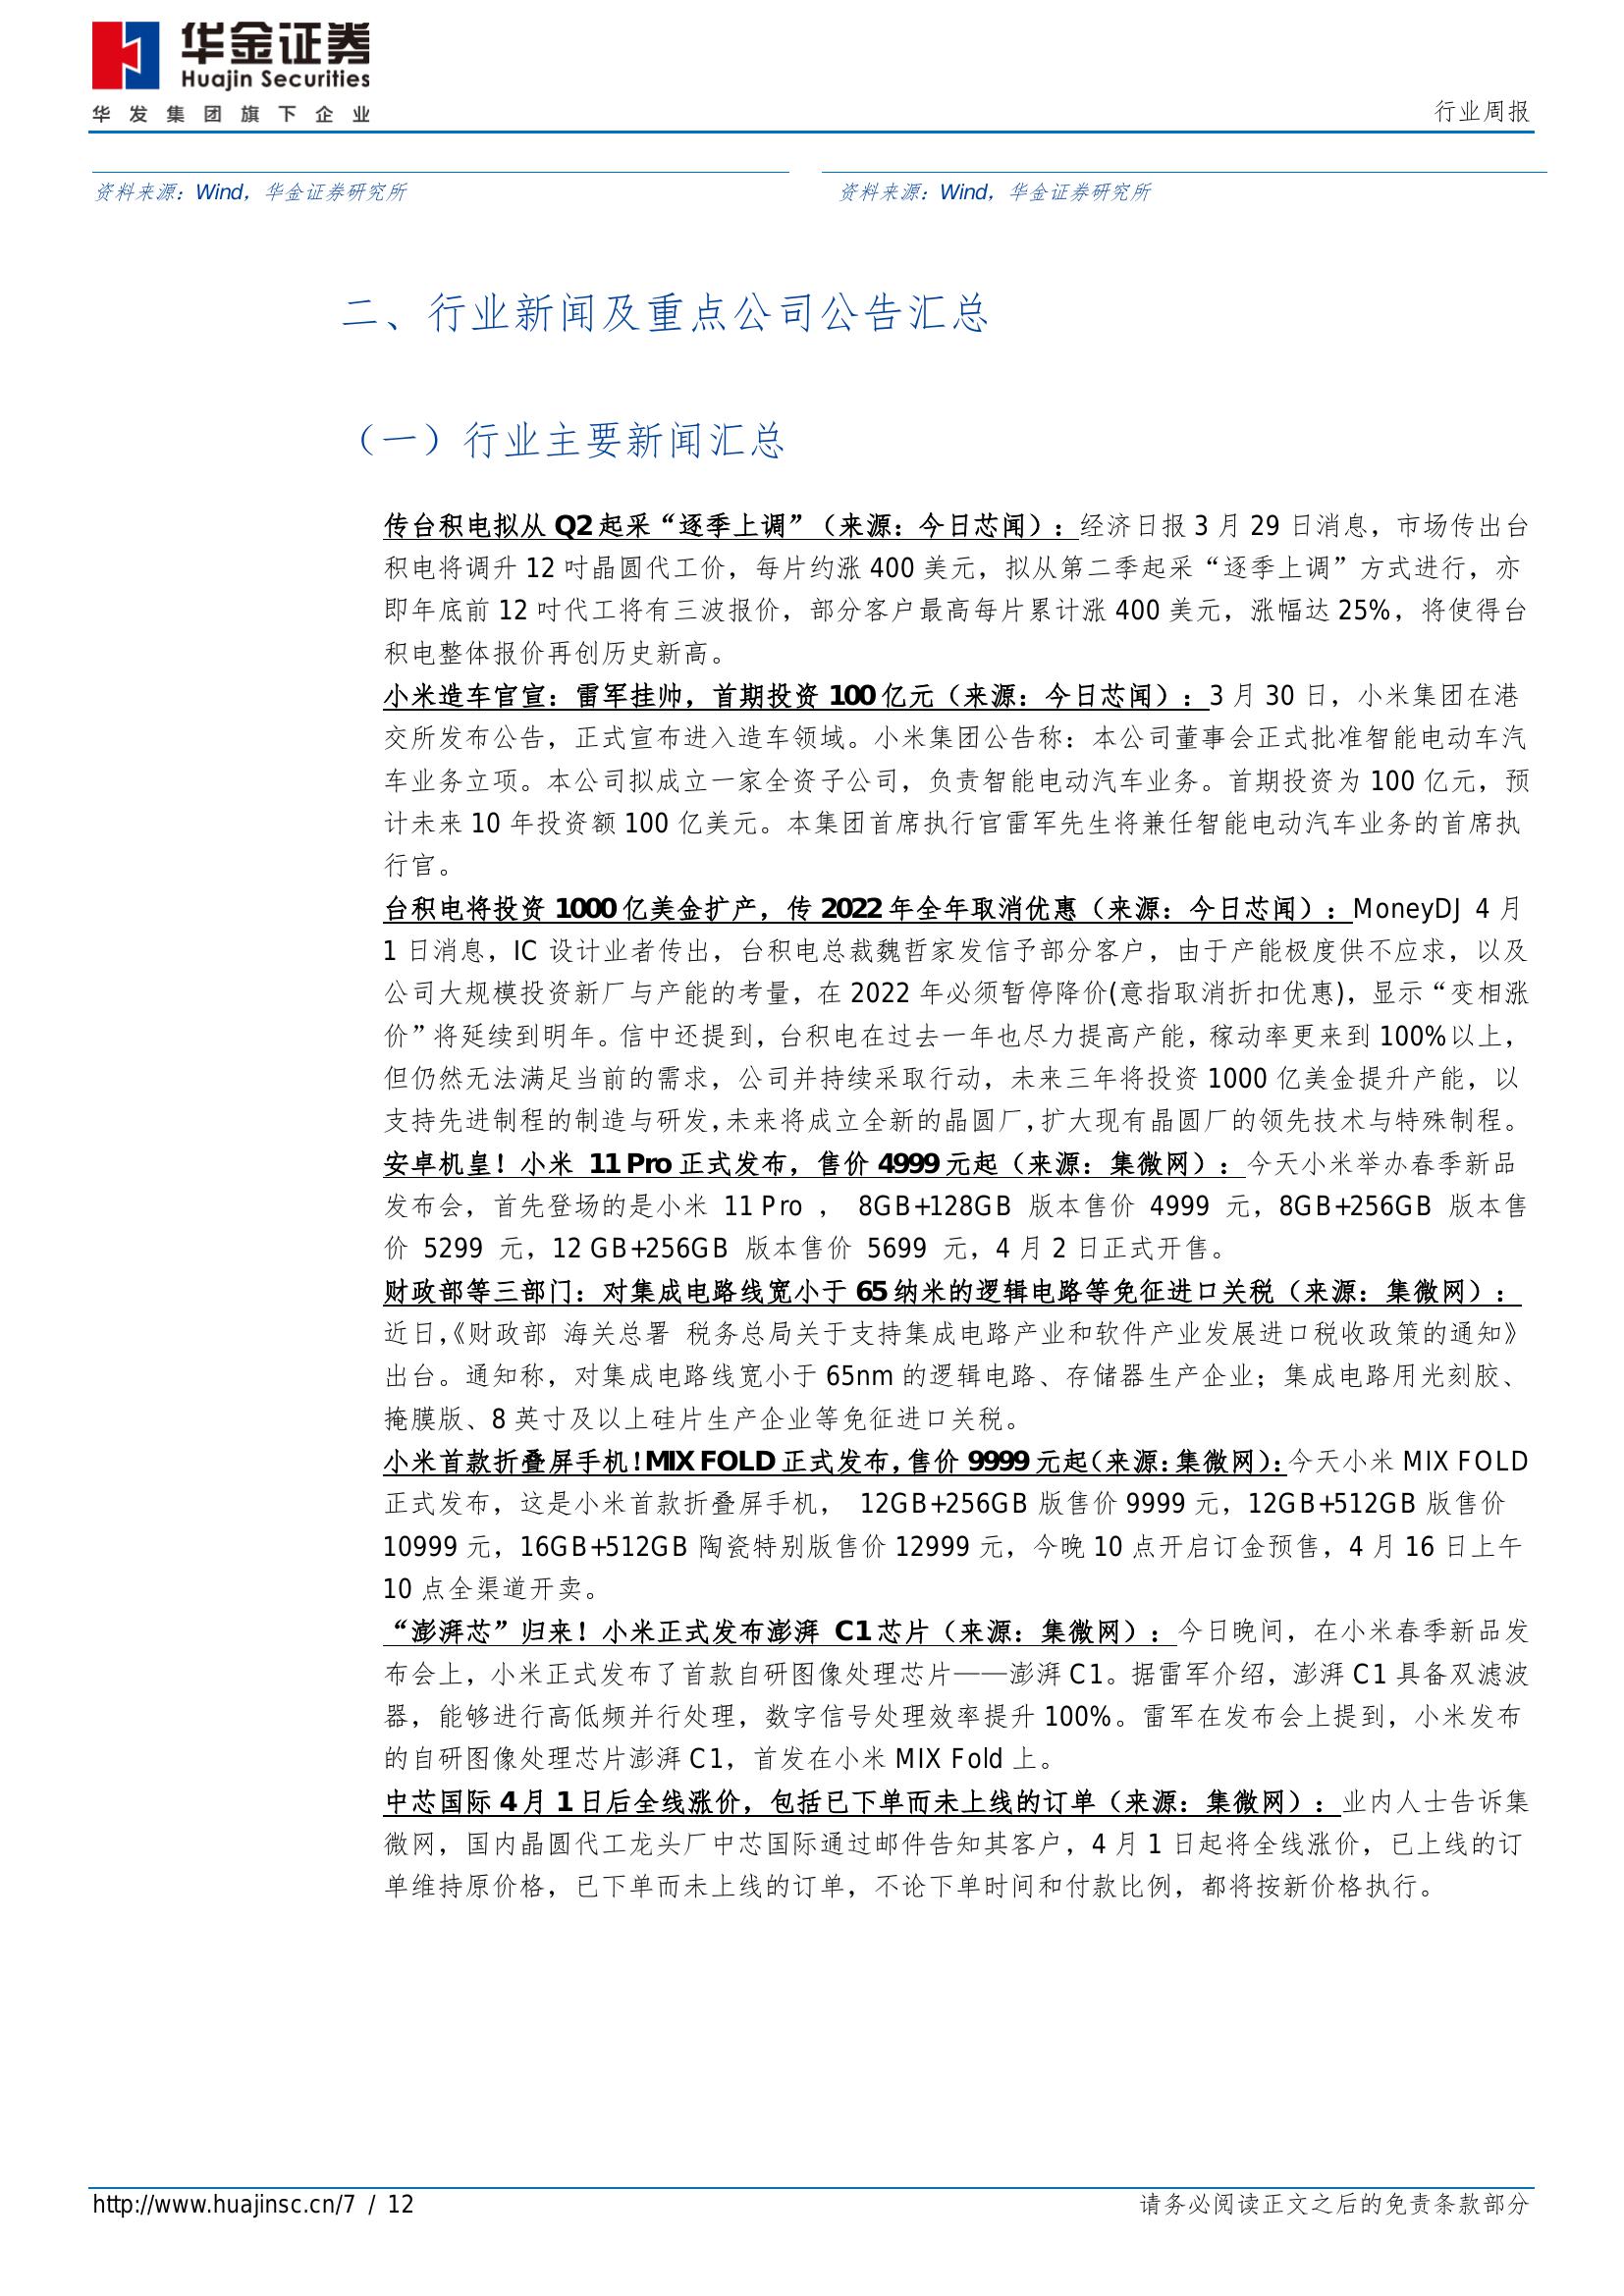 华金证券
Huajin Securities
华发集团旗下企业
行业周报
资料来源：Wind，华金证券研究所
资料来源：Wind，华金证券研究所
二、行业新闻及重点公司公告汇总
（一）行业主要新闻汇总
传台积电拟从 Q2 起采“逐季上调”（来源：今日芯闻）：经济日报 3 月 29 日消息，市场传出台
积电将调升 12 吋晶圆代工价，每片约涨 400 美元，拟从第二季起采“逐季上调”方式进行，亦
即年底前 12 吋代工将有三波报价，部分客户最高每片累计涨 400 美元，涨幅达 25%，将使得台
积电整体报价再创历史新高。
小米造车官宣：雷军挂帅，首期投资 100 亿元（来源：今日芯闻）：3 月 30 日，小米集团在港
交所发布公告，正式宣布进入造车领域。小米集团公告称：本公司董事会正式批准智能电动车汽
车业务立项。本公司拟成立一家全资子公司，负责智能电动汽车业务。首期投资为 100 亿元，预
计未来 10 年投资额 100 亿美元。本集团首席执行官雷军先生将兼任智能电动汽车业务的首席执
行官。
台积电将投资 1000 亿美金扩产，传 2022 年全年取消优惠（来源：今日芯闻）：MoneyDJ 4 月
1 日消息，IC 设计业者传出，台积电总裁魏哲家发信予部分客户，由于产能极度供不应求，以及
公司大规模投资新厂与产能的考量，在 2022 年必须暂停降价(意指取消折扣优惠)，显示“变相涨
价”将延续到明年。信中还提到，台积电在过去一年也尽力提高产能，稼动率更来到 100%以上，
但仍然无法满足当前的需求，公司并持续采取行动，未来三年将投资 1000 亿美金提升产能，以
支持先进制程的制造与研发，未来将成立全新的晶圆厂，扩大现有晶圆厂的领先技术与特殊制程。
安卓机皇！小米 11 Pro 正式发布，售价 4999 元起（来源：集微网）：今天小米举办春季新品
发布会，首先登场的是小米 11 Pro ， 8GB+128GB 版本售价 4999 元，8GB+256GB 版本售
价 5299 元，12 GB+256GB 版本售价 5699 元，4 月 2 日正式开售。
财政部等三部门：对集成电路线宽小于 65 纳米的逻辑电路等免征进口关税（来源：集微网）：
近日，《财政部 海关总署 税务总局关于支持集成电路产业和软件产业发展进口税收政策的通知》
出台。通知称，对集成电路线宽小于 65nm 的逻辑电路、存储器生产企业；集成电路用光刻胶、
掩膜版、8 英寸及以上硅片生产企业等免征进口关税。
小米首款折叠屏手机！MIX FOLD 正式发布，售价 9999 元起（来源：集微网）：今天小米 MIX FOLD
正式发布，这是小米首款折叠屏手机， 12GB+256GB 版售价 9999 元，12GB+512GB 版售价
10999 元，16GB+512GB 陶瓷特别版售价 12999 元，今晚 10 点开启订金预售，4 月 16 日上午
10 点全渠道开卖。
“澎湃芯”归来！小米正式发布澎湃 C1 芯片（来源：集微网）：今日晚间，在小米春季新品发
布会上，小米正式发布了首款自研图像处理芯片——澎湃 C1。据雷军介绍，澎湃 C1 具备双滤波
器，能够进行高低频并行处理，数字信号处理效率提升 100%。雷军在发布会上提到，小米发布
的自研图像处理芯片澎湃 C1，首发在小米 MIX Fold 上。
中芯国际 4 月 1 日后全线涨价，包括已下单而未上线的订单（来源：集微网）：业内人士告诉集
微网，国内晶圆代工龙头厂中芯国际通过邮件告知其客户，4 月 1 日起将全线涨价，已上线的订
单维持原价格，已下单而未上线的订单，不论下单时间和付款比例，都将按新价格执行。
http://www.huajinsc.cn/7 / 12
请务必阅读正文之后的免责条款部分